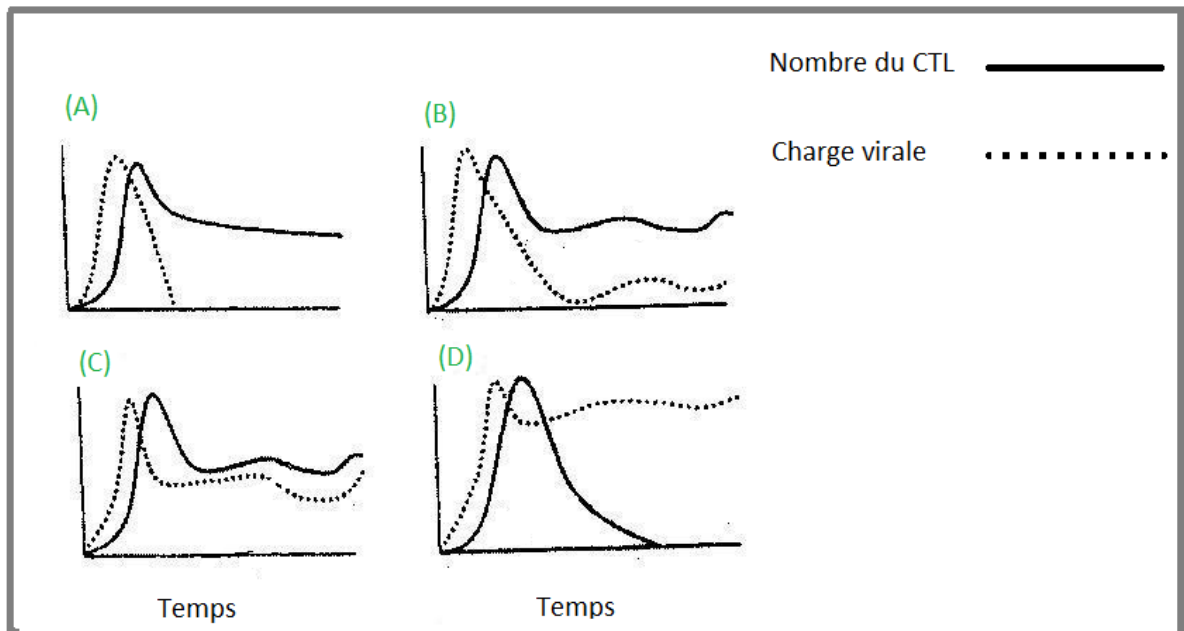 Nombre du CTL
Charge virale
(A)
(B)
(C)
(D)
Temps
Temps